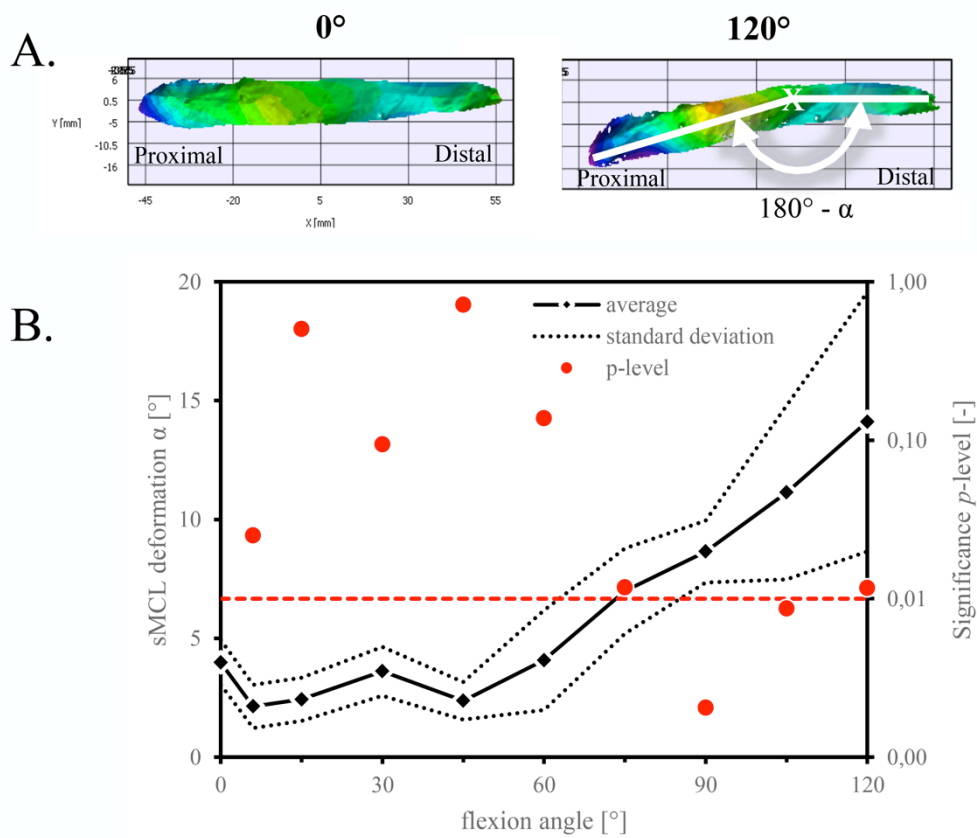 0°
120°
A.
6
0.5
-5
-10.5
-16
Y [mm]
Proximal
Distal
-45
-20
5
30
55
X [mm]
X
Proximal
Distal
180° - α
B.
20
15
10
5
0
sMCL deformation α [°]
average
standard deviation
p-level
1,00
0,10
0,01
0,00
Significance p-level [-]
0
30
60
90
120
flexion angle [°]